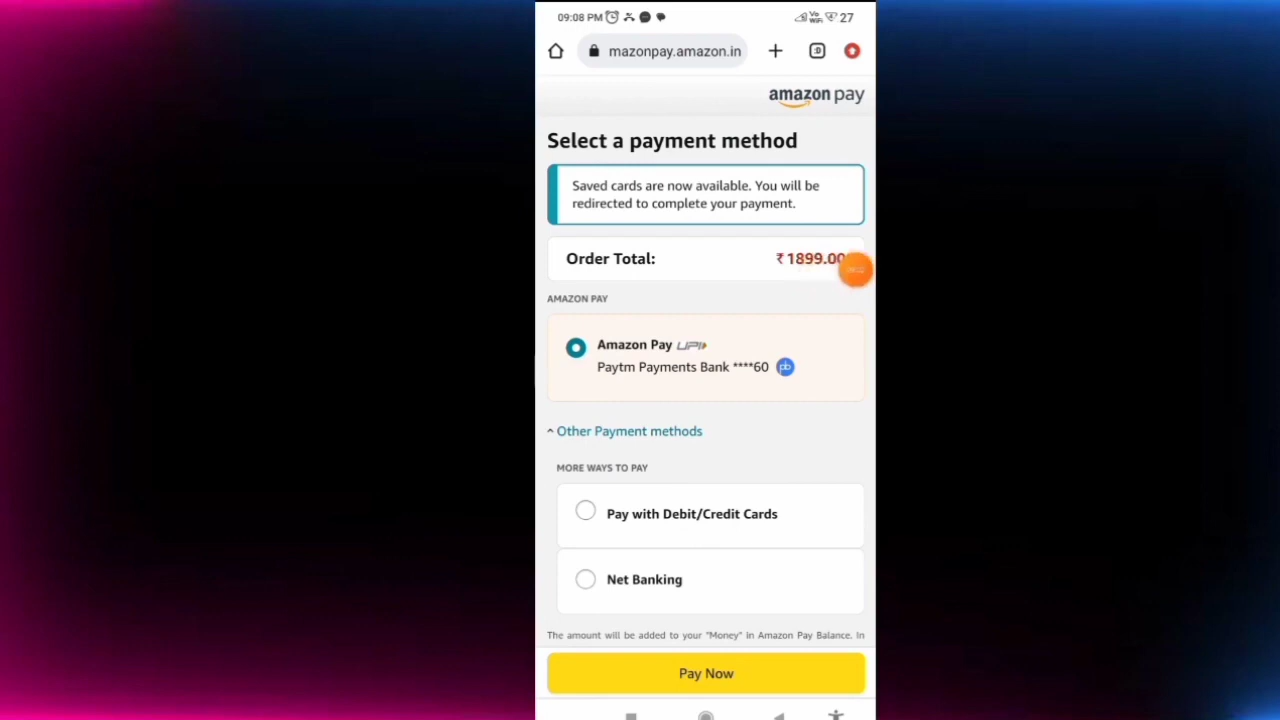 09:08 PM Vo WiFi 27
mazonpay.amazon.in :D
amazon pay
Select a payment method
Saved cards are now available. You will be
redirected to complete your payment.
Order Total: ₹1899.00
AMAZON PAY
Amazon Pay UPI
Paytm Payments Bank ****60 pb
^ Other Payment methods
MORE WAYS TO PAY
Pay with Debit/Credit Cards
Net Banking
The amount will be added to your "Money" in Amazon Pay Balance. In
Pay Now